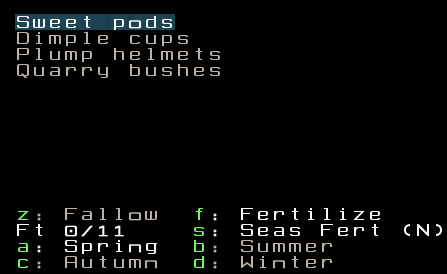 Sweet pods
Dimple cups
Plump helmets
Quarry bushes
z: Fallow f: Fertilize
Ft 0/11 s: Seas Fert (N)
a: Spring b: Summer
c: Autumn d: Winter